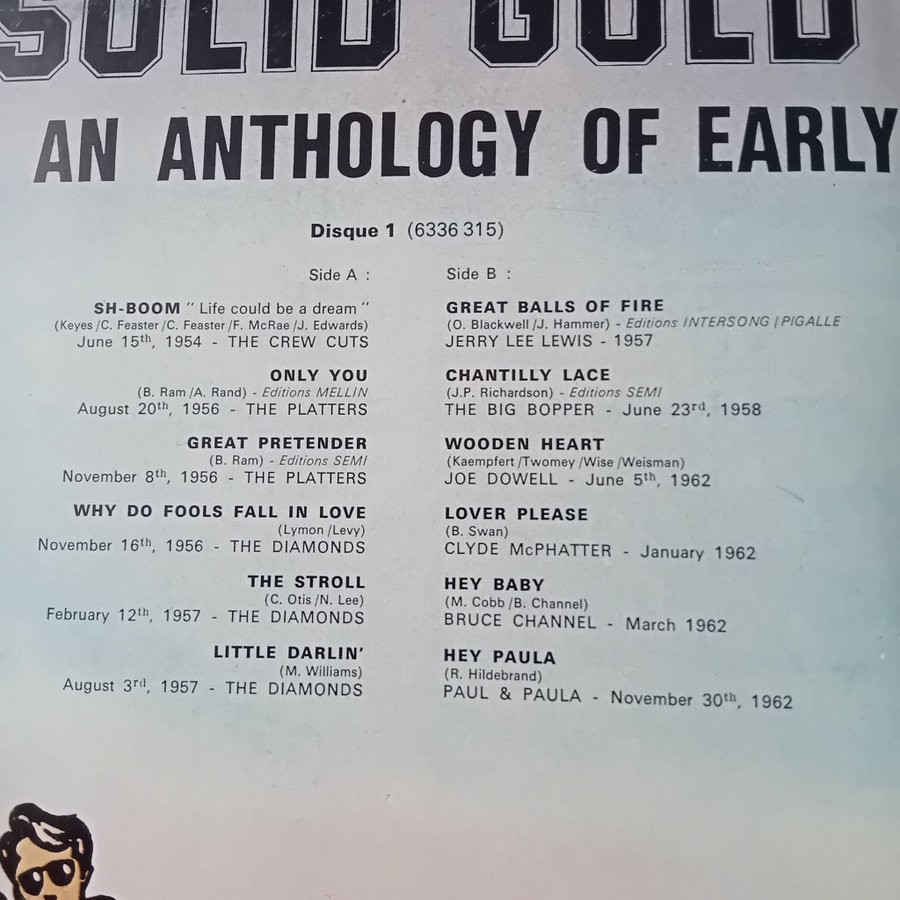 SOLID GOLD
AN ANTHOLOGY OF EARLY
Disque 1 (6336 315)
Side A :
SH-BOOM " Life could be a dream "
(Keyes /C. Feaster /C. Feaster /F. McRae /J. Edwards)
June 15th, 1954 - THE CREW CUTS
ONLY YOU
(B. Ram /A. Rand) - Editions MELLIN
August 20th, 1956 - THE PLATTERS
GREAT PRETENDER
(B. Ram) - Editions SEMI
November 8th, 1956 - THE PLATTERS
WHY DO FOOLS FALL IN LOVE
(Lymon /Levy)
November 16th, 1956 - THE DIAMONDS
THE STROLL
(C. Otis /N. Lee)
February 12th, 1957 - THE DIAMONDS
LITTLE DARLIN'
(M. Williams)
August 3rd, 1957 - THE DIAMONDS
Side B :
GREAT BALLS OF FIRE
(O. Blackwell /J. Hammer) - Editions INTERSONG / PIGALLE
JERRY LEE LEWIS - 1957
CHANTILLY LACE
(J.P. Richardson) - Editions SEMI
THE BIG BOPPER - June 23rd, 1958
WOODEN HEART
(Kaempfert /Twomey /Wise /Weisman)
JOE DOWELL - June 5th, 1962
LOVER PLEASE
(B. Swan)
CLYDE McPHATTER - January 1962
HEY BABY
(M. Cobb /B. Channel)
BRUCE CHANNEL - March 1962
HEY PAULA
(R. Hildebrand)
PAUL & PAULA - November 30th, 1962